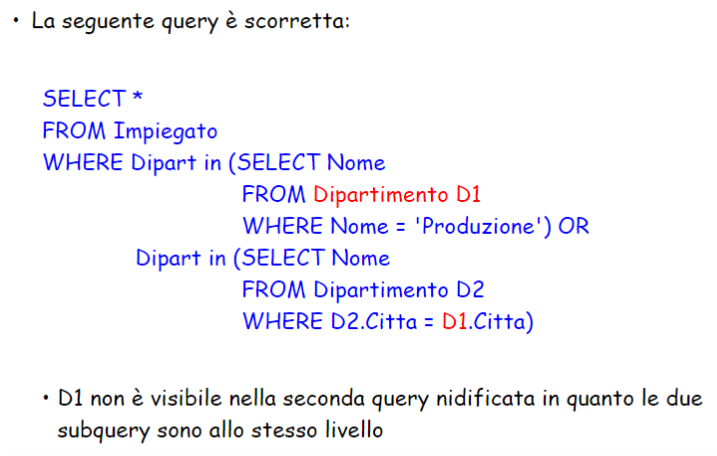 • La seguente query è scorretta:
SELECT *
FROM Impiegato
WHERE Dipart in (SELECT Nome
FROM Dipartimento D1
WHERE Nome = 'Produzione') OR
Dipart in (SELECT Nome
FROM Dipartimento D2
WHERE D2.Citta = D1.Citta)
• D1 non è visibile nella seconda query nidificata in quanto le due
subquery sono allo stesso livello